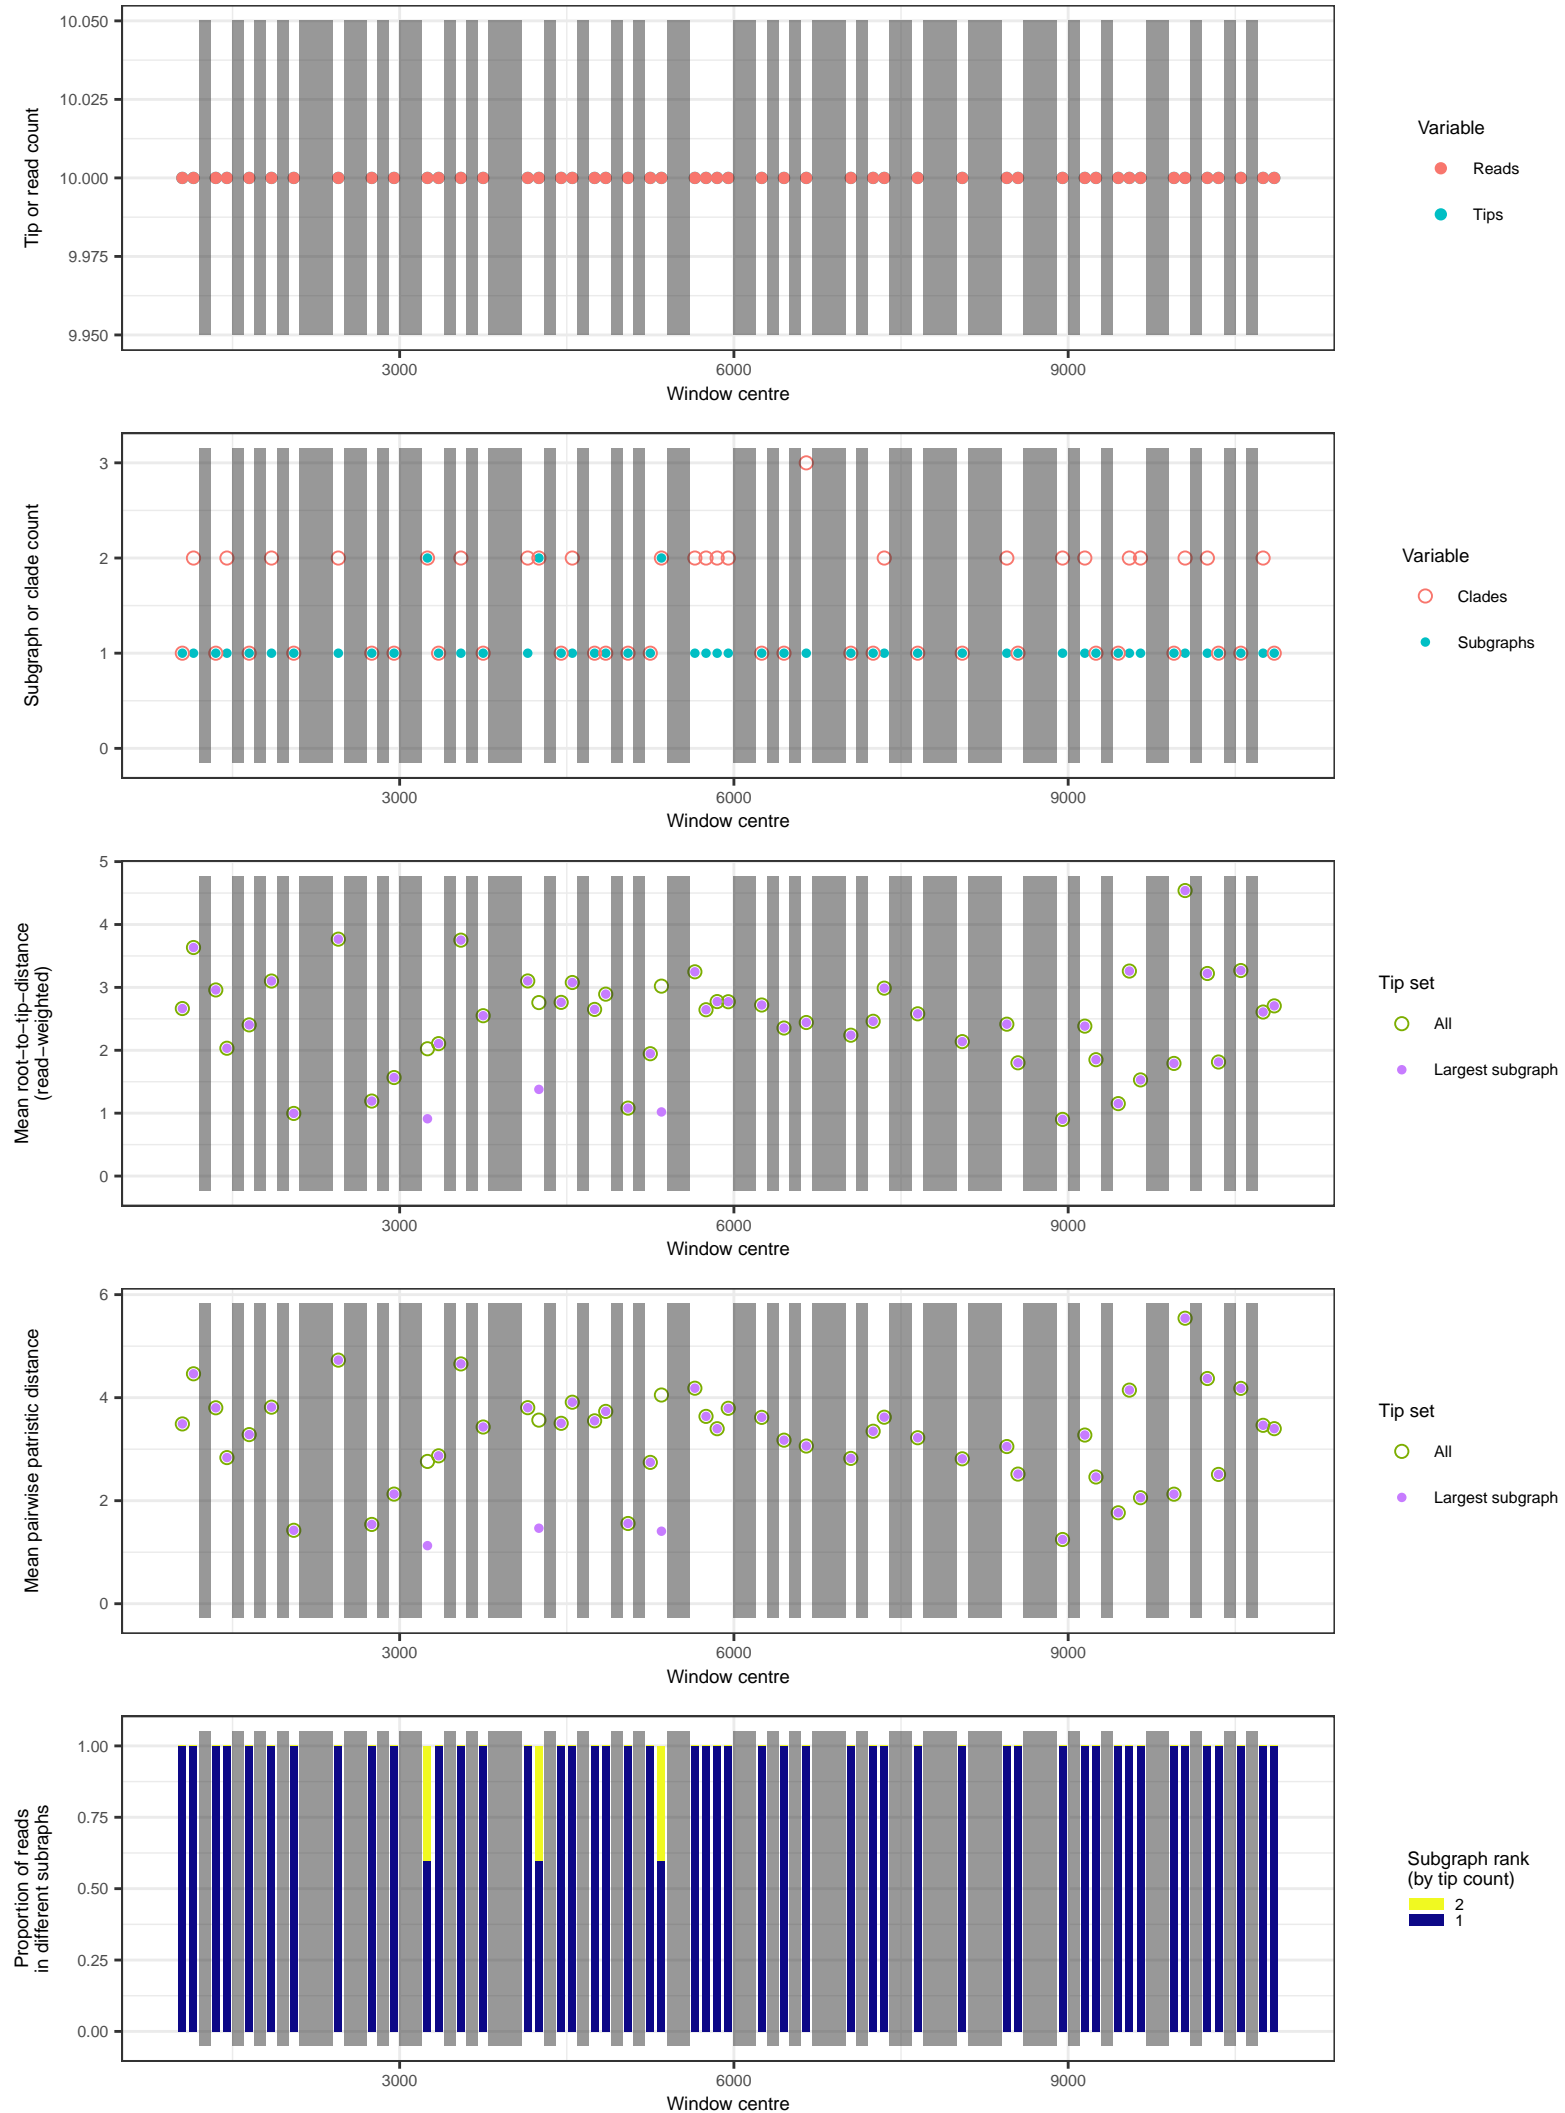 10.050
10.025
10.000
9.975
9.950
Tip or read count
3000
6000
9000
Window centre
Variable
Reads
Tips
3
2
1
0
Subgraph or clade count
3000
6000
9000
Window centre
Variable
Clades
Subgraphs
5
4
3
2
1
0
Mean root−to−tip−distance
(read−weighted)
3000
6000
9000
Window centre
Tip set
All
Largest subgraph
6
4
2
0
Mean pairwise patristic distance
3000
6000
9000
Window centre
Tip set
All
Largest subgraph
1.00
0.75
0.50
0.25
0.00
Proportion of reads
in different subraphs
3000
6000
9000
Window centre
Subgraph rank
(by tip count)
2
1